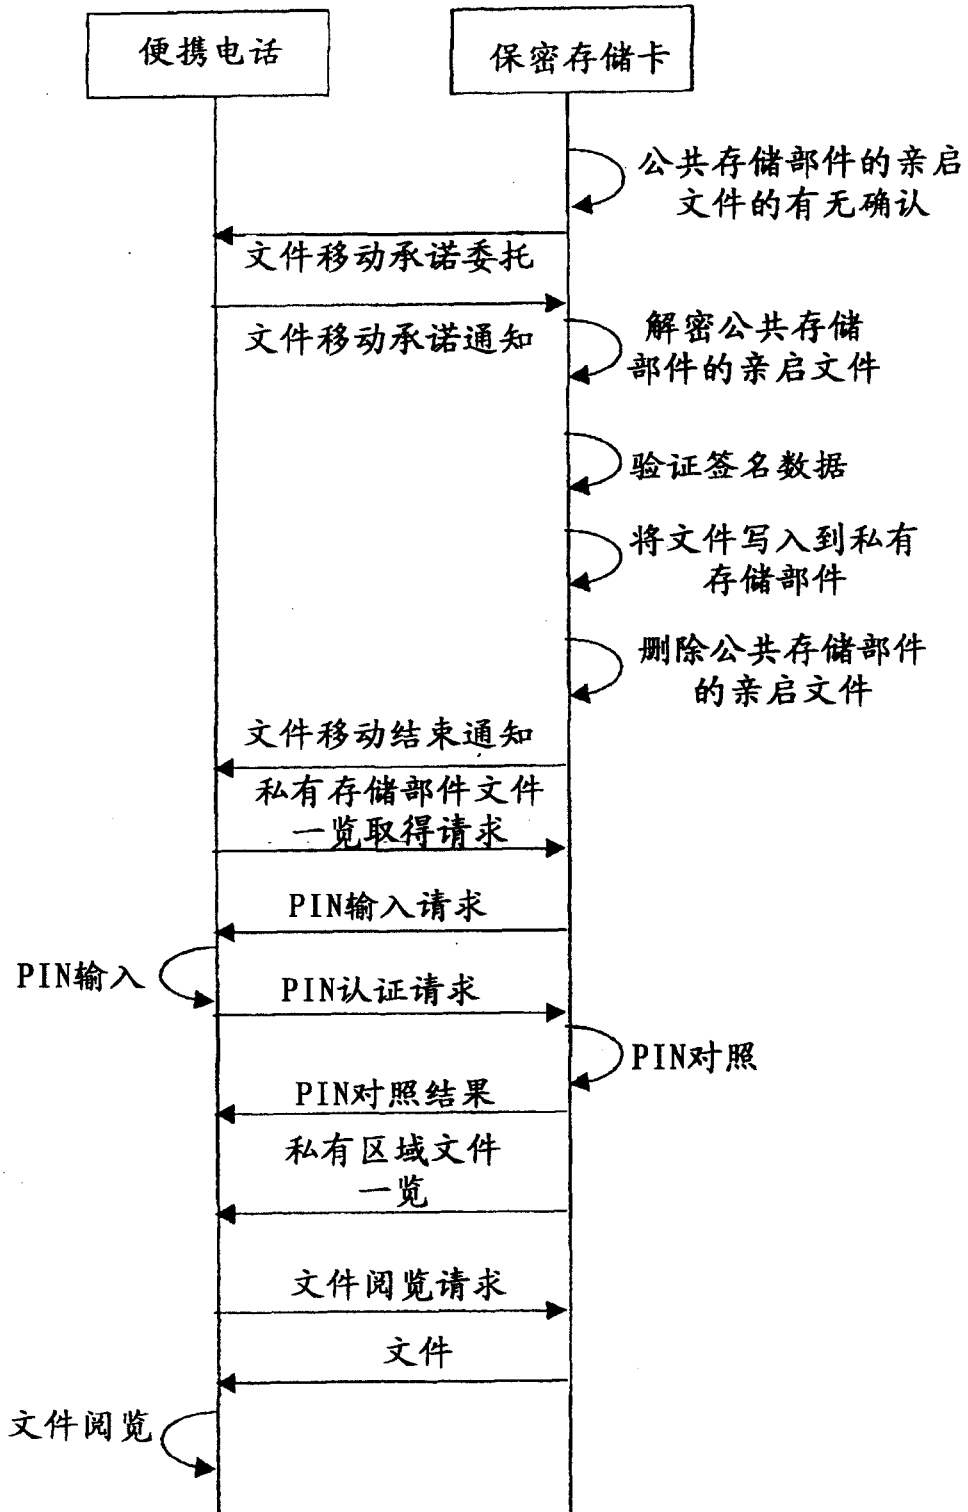 便携电话
保密存储卡
公共存储部件的亲启
文件的有无确认
文件移动承诺委托
文件移动承诺通知
解密公共存储
部件的亲启文件
验证签名数据
将文件写入到私有
存储部件
删除公共存储部件
的亲启文件
文件移动结束通知
私有存储部件文件
一览取得请求
PIN输入请求
PIN输入
PIN认证请求
PIN对照
PIN对照结果
私有区域文件
一览
文件阅览请求
文件
文件阅览